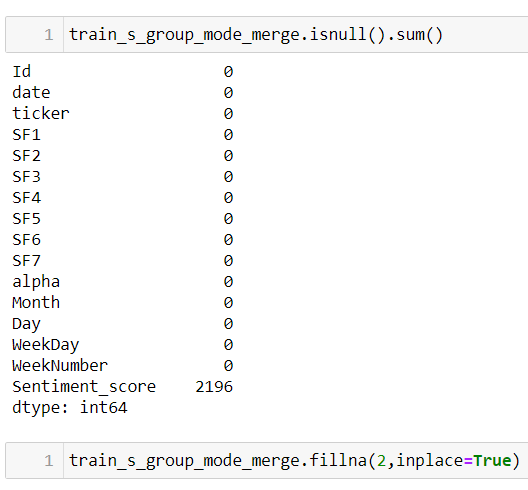 1 train_s_group_mode_merge.isnull().sum()
Id 0
date 0
ticker 0
SF1 0
SF2 0
SF3 0
SF4 0
SF5 0
SF6 0
SF7 0
alpha 0
Month 0
Day 0
WeekDay 0
WeekNumber 0
Sentiment_score 2196
dtype: int64
1 train_s_group_mode_merge.fillna(2,inplace=True)